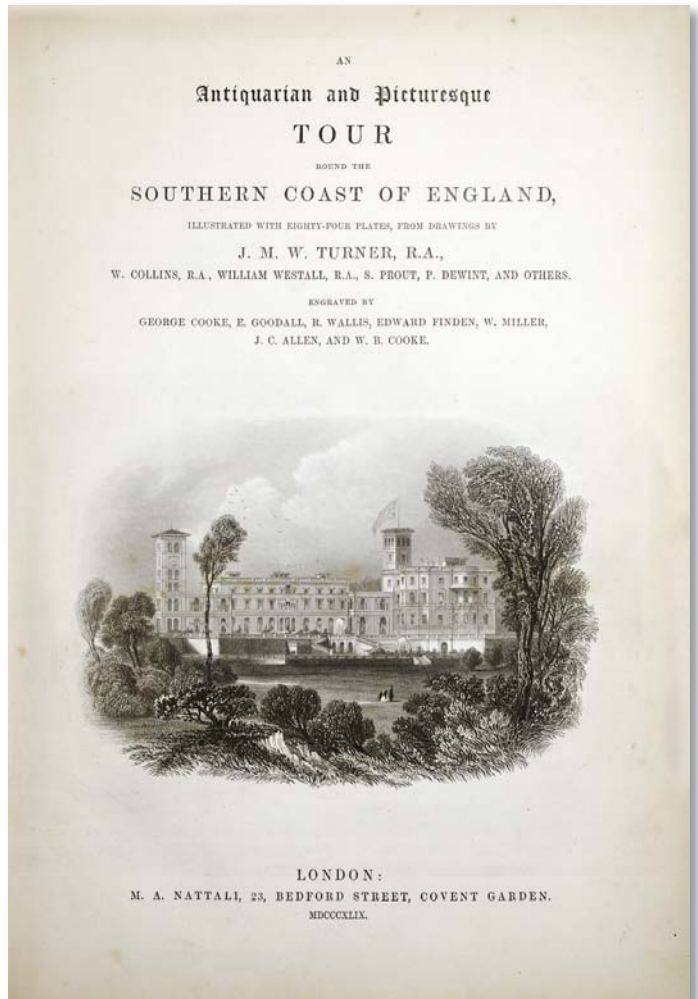 AN
Antiquarian and Picturesque
TOUR
ROUND THE
SOUTHERN COAST OF ENGLAND,
ILLUSTRATED WITH EIGHTY-FOUR PLATES, FROM DRAWINGS BY
J. M. W. TURNER, R.A.,
W. COLLINS, R.A., WILLIAM WESTALL, R.A., S. PROUT, P. DEWINT, AND OTHERS.
ENGRAVED BY
GEORGE COOKE, E. GOODALL, R. WALLIS, EDWARD FINDEN, W. MILLER,
J. C. ALLEN, AND W. B. COOKE.
LONDON:
M. A. NATTALI, 23, BEDFORD STREET, COVENT GARDEN.
MDCCCXLIX.